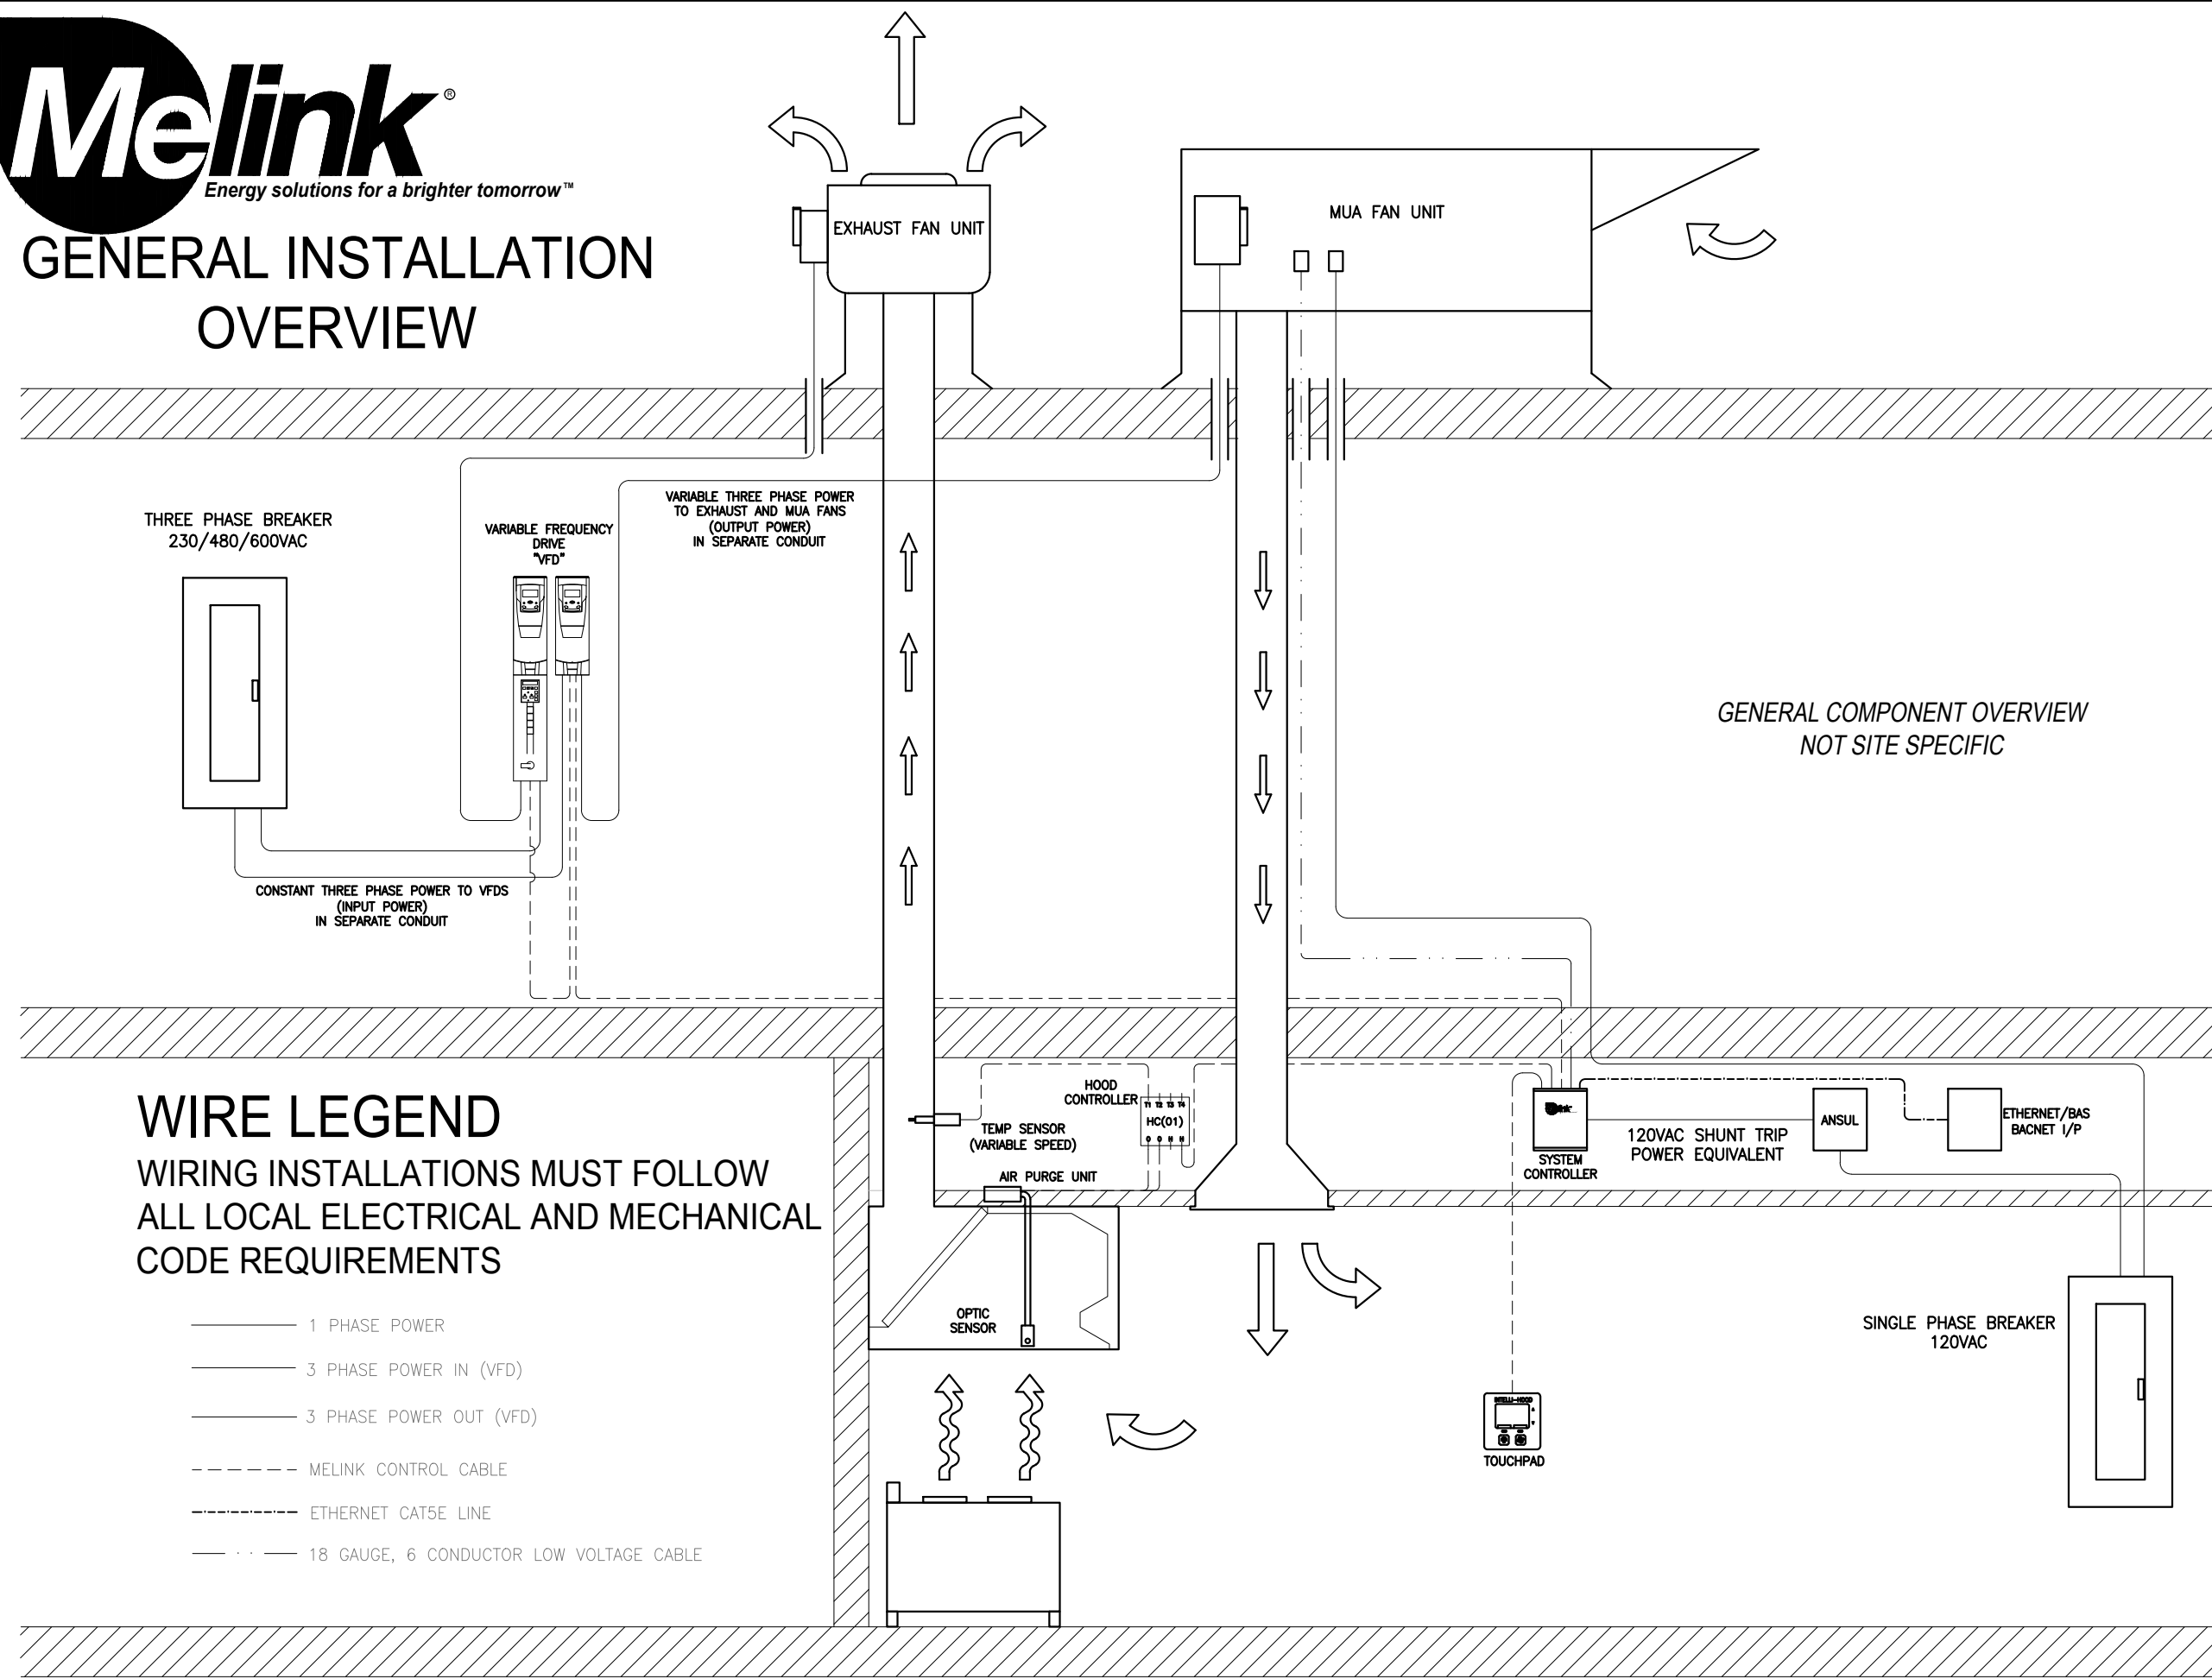 Melink®
Energy solutions for a brighter tomorrow™
GENERAL INSTALLATION
OVERVIEW
EXHAUST FAN UNIT
MUA FAN UNIT
THREE PHASE BREAKER
230/480/600VAC
VARIABLE FREQUENCY
DRIVE
"VFD"
VARIABLE THREE PHASE POWER
TO EXHAUST AND MUA FANS
(OUTPUT POWER)
IN SEPARATE CONDUIT
GENERAL COMPONENT OVERVIEW
NOT SITE SPECIFIC
CONSTANT THREE PHASE POWER TO VFDS
(INPUT POWER)
IN SEPARATE CONDUIT
HOOD
CONTROLLER
T1 T2 T3 T4
HC(01)
O O H H
TEMP SENSOR
(VARIABLE SPEED)
AIR PURGE UNIT
OPTIC
SENSOR
Melink
SYSTEM
CONTROLLER
120VAC SHUNT TRIP
POWER EQUIVALENT
ANSUL
ETHERNET/BAS
BACNET I/P
SINGLE PHASE BREAKER
120VAC
INTELLI-HOOD
TOUCHPAD
WIRE LEGEND
WIRING INSTALLATIONS MUST FOLLOW
ALL LOCAL ELECTRICAL AND MECHANICAL
CODE REQUIREMENTS
1 PHASE POWER
3 PHASE POWER IN (VFD)
3 PHASE POWER OUT (VFD)
MELINK CONTROL CABLE
ETHERNET CAT5E LINE
18 GAUGE, 6 CONDUCTOR LOW VOLTAGE CABLE